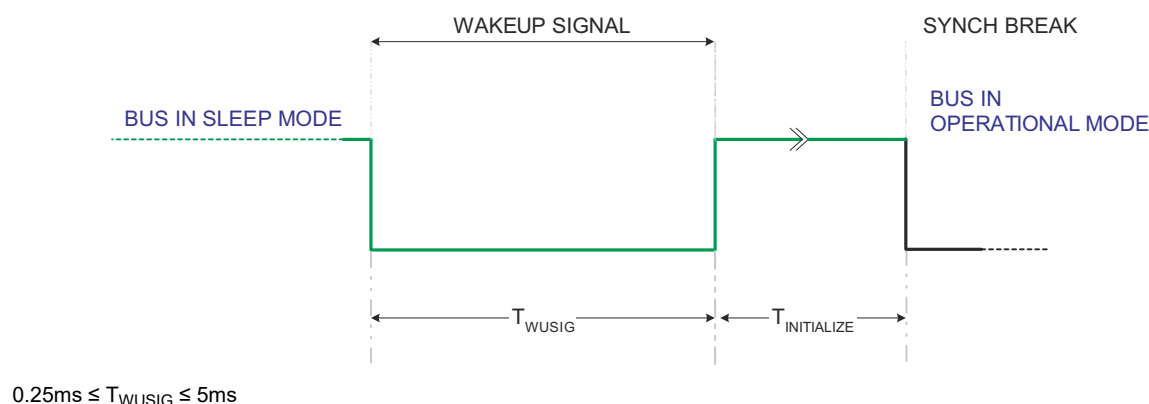 WAKEUP SIGNAL
SYNCH BREAK
BUS IN SLEEP MODE
BUS IN
OPERATIONAL MODE
TWUSIG
TINITIALIZE
0.25ms ≤ TWUSIG ≤ 5ms